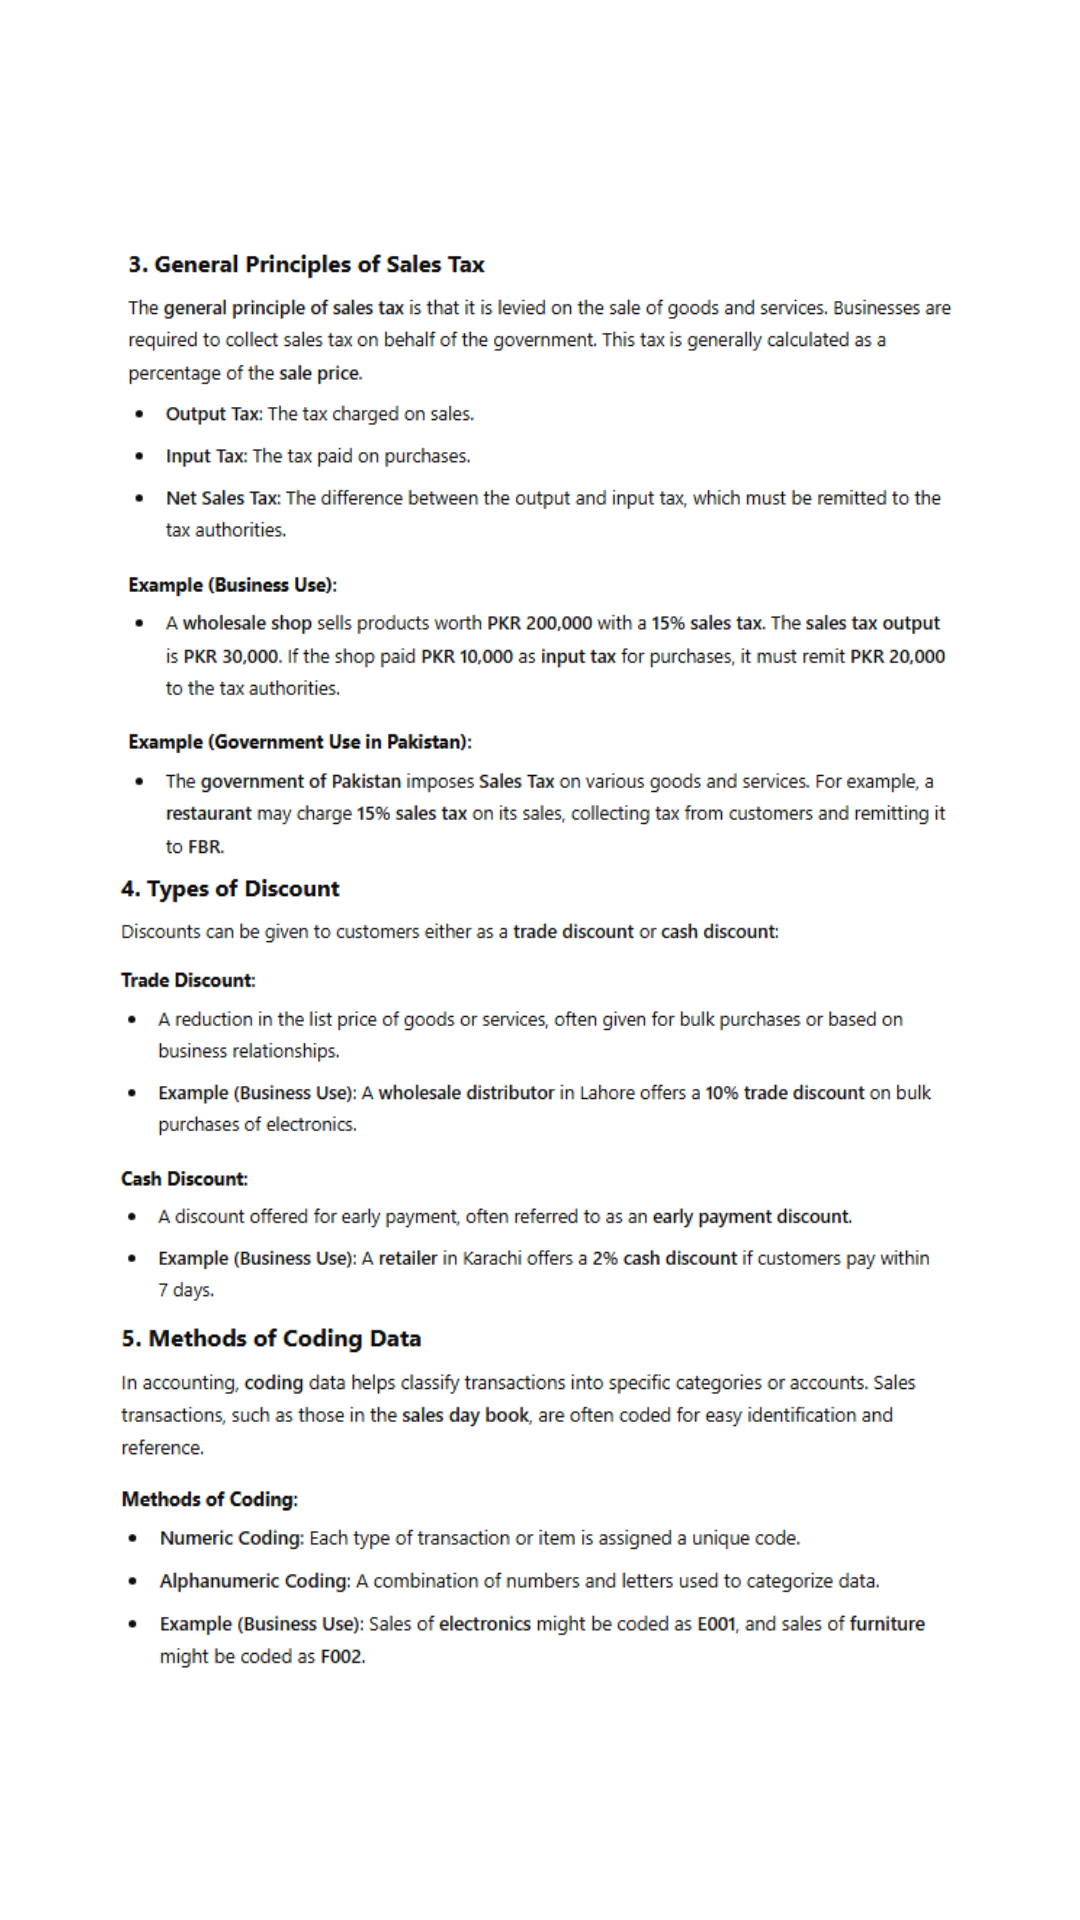 3. General Principles of Sales Tax
The general principle of sales tax is that it is levied on the sale of goods and services. Businesses are
required to collect sales tax on behalf of the government. This tax is generally calculated as a
percentage of the sale price.
• Output Tax: The tax charged on sales.
• Input Tax: The tax paid on purchases.
• Net Sales Tax: The difference between the output and input tax, which must be remitted to the
tax authorities.
Example (Business Use):
• A wholesale shop sells products worth PKR 200,000 with a 15% sales tax. The sales tax output
is PKR 30,000. If the shop paid PKR 10,000 as input tax for purchases, it must remit PKR 20,000
to the tax authorities.
Example (Government Use in Pakistan):
• The government of Pakistan imposes Sales Tax on various goods and services. For example, a
restaurant may charge 15% sales tax on its sales, collecting tax from customers and remitting it
to FBR.
4. Types of Discount
Discounts can be given to customers either as a trade discount or cash discount:
Trade Discount:
• A reduction in the list price of goods or services, often given for bulk purchases or based on
business relationships.
• Example (Business Use): A wholesale distributor in Lahore offers a 10% trade discount on bulk
purchases of electronics.
Cash Discount:
• A discount offered for early payment, often referred to as an early payment discount.
• Example (Business Use): A retailer in Karachi offers a 2% cash discount if customers pay within
7 days.
5. Methods of Coding Data
In accounting, coding data helps classify transactions into specific categories or accounts. Sales
transactions, such as those in the sales day book, are often coded for easy identification and
reference.
Methods of Coding:
• Numeric Coding: Each type of transaction or item is assigned a unique code.
• Alphanumeric Coding: A combination of numbers and letters used to categorize data.
• Example (Business Use): Sales of electronics might be coded as E001, and sales of furniture
might be coded as F002.